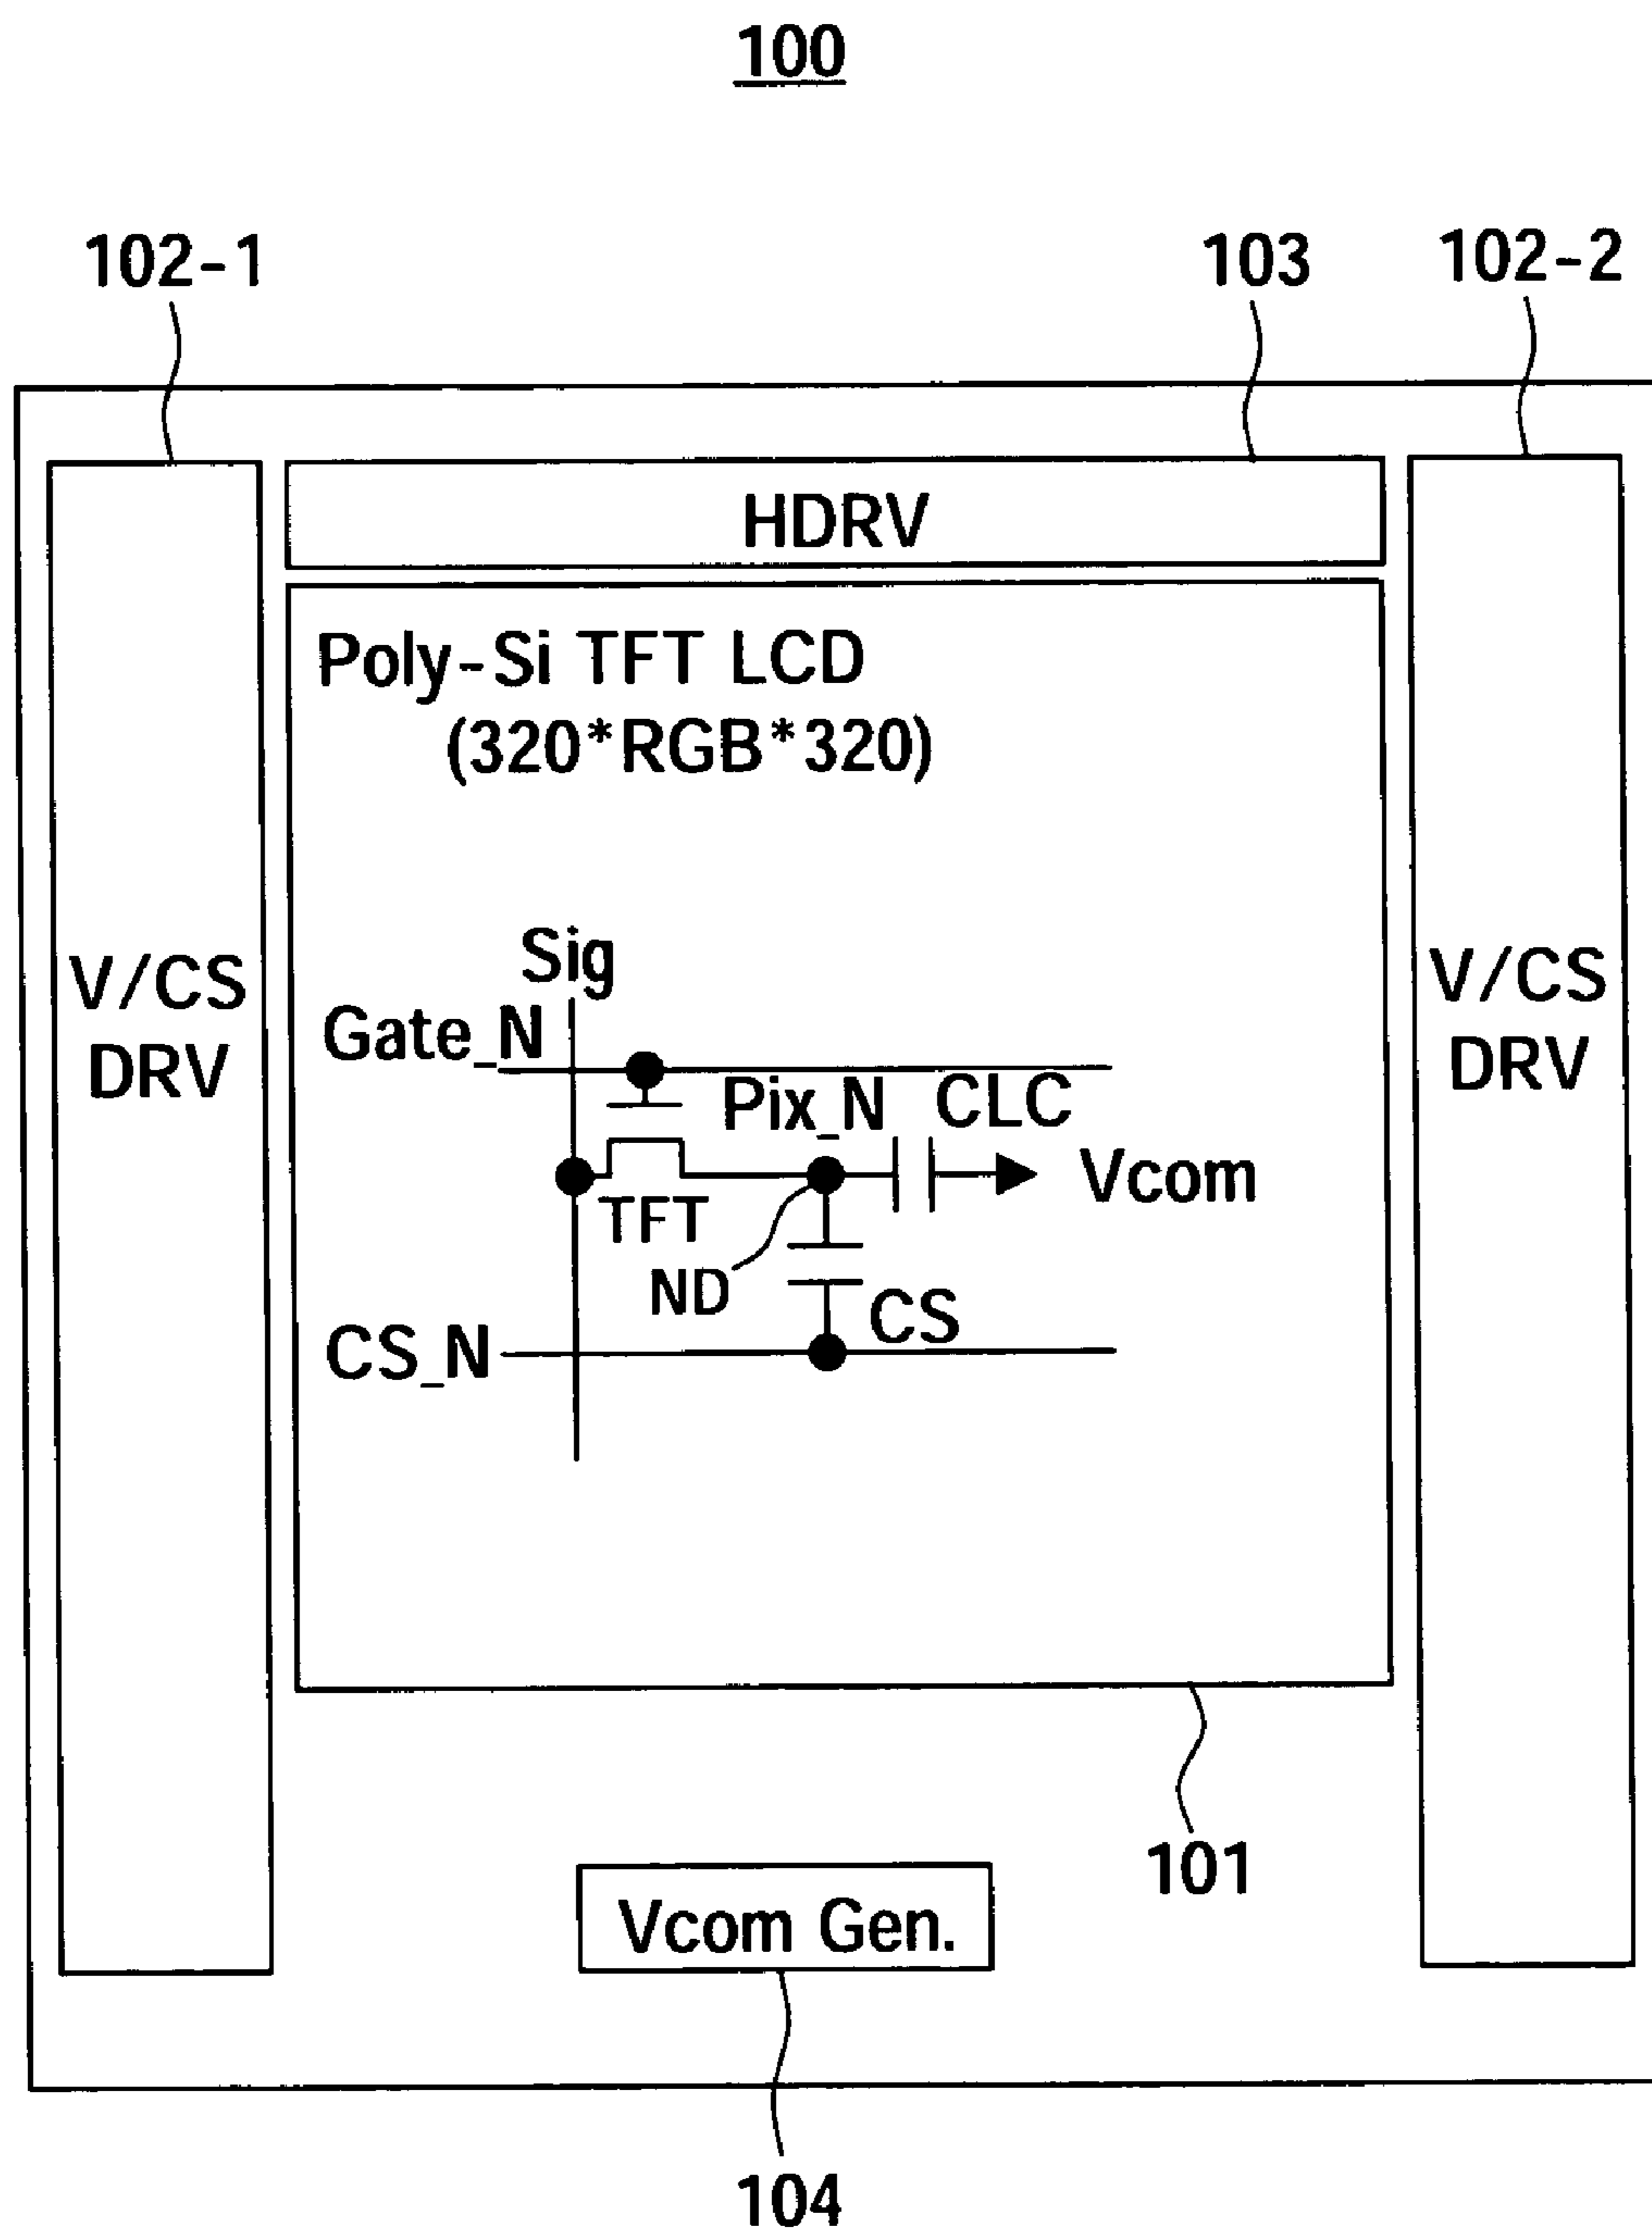 100
102-1
103
102-2
HDRV
Poly-Si TFT LCD
(320*RGB*320)
V/CS
DRV
Sig
Gate_N
Pix_N
CLC
Vcom
TFT
ND
CS
CS_N
V/CS
DRV
101
Vcom Gen.
104